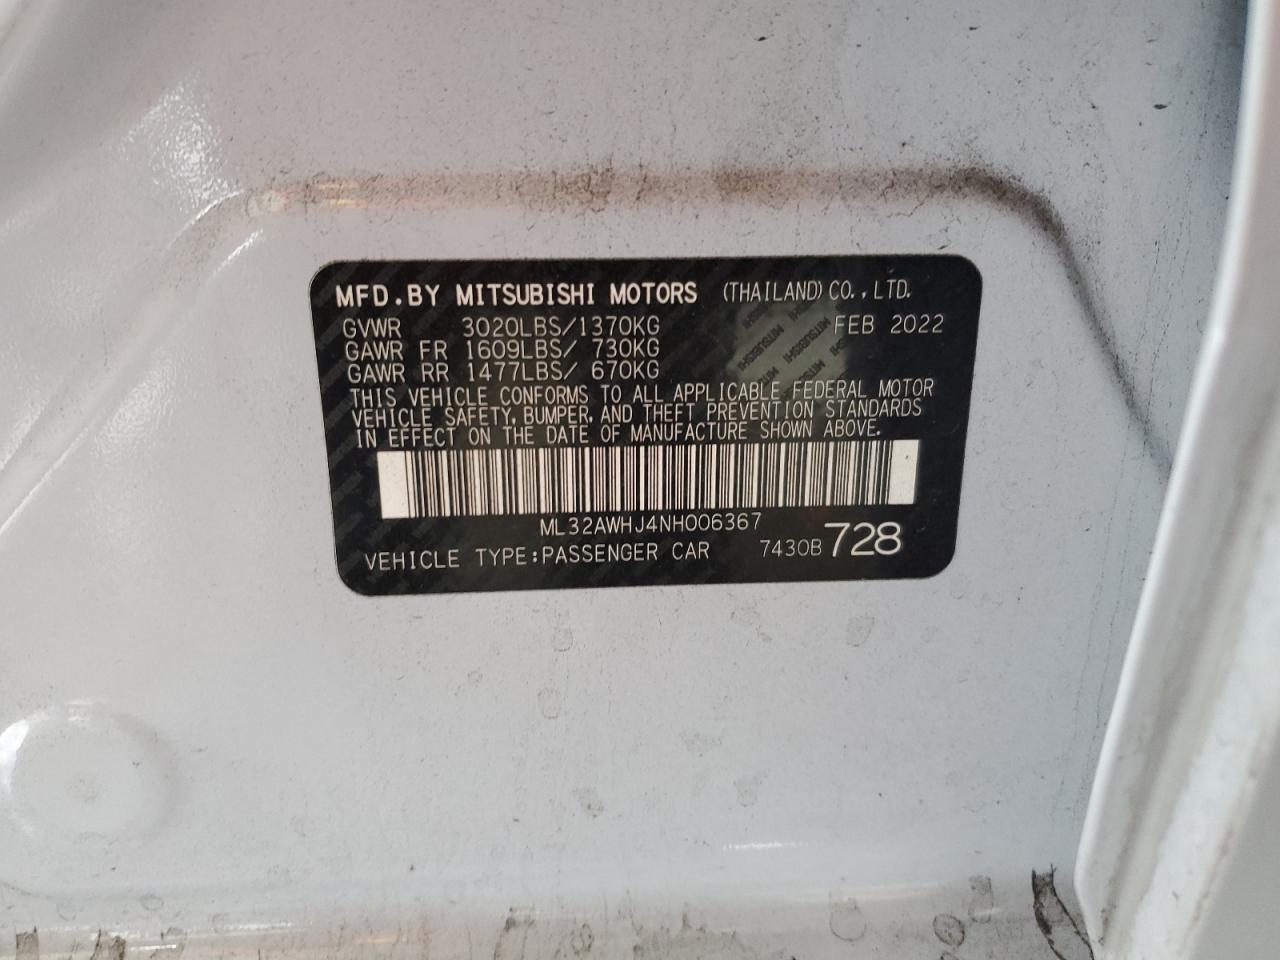 MFD.BY MITSUBISHI MOTORS (THAILAND)CO.,LTD.
GVWR 3020LBS/1370KG FEB 2022
GAWR FR 1609LBS/ 730KG
GAWR RR 1477LBS/ 670KG
THIS VEHICLE CONFORMS TO ALL APPLICABLE FEDERAL MOTOR
VEHICLE SAFETY, BUMPER, AND THEFT PREVENTION STANDARDS
IN EFFECT ON THE DATE OF MANUFACTURE SHOWN ABOVE.
ML32AWHJ4NH006367
VEHICLE TYPE:PASSENGER CAR 7430B 728